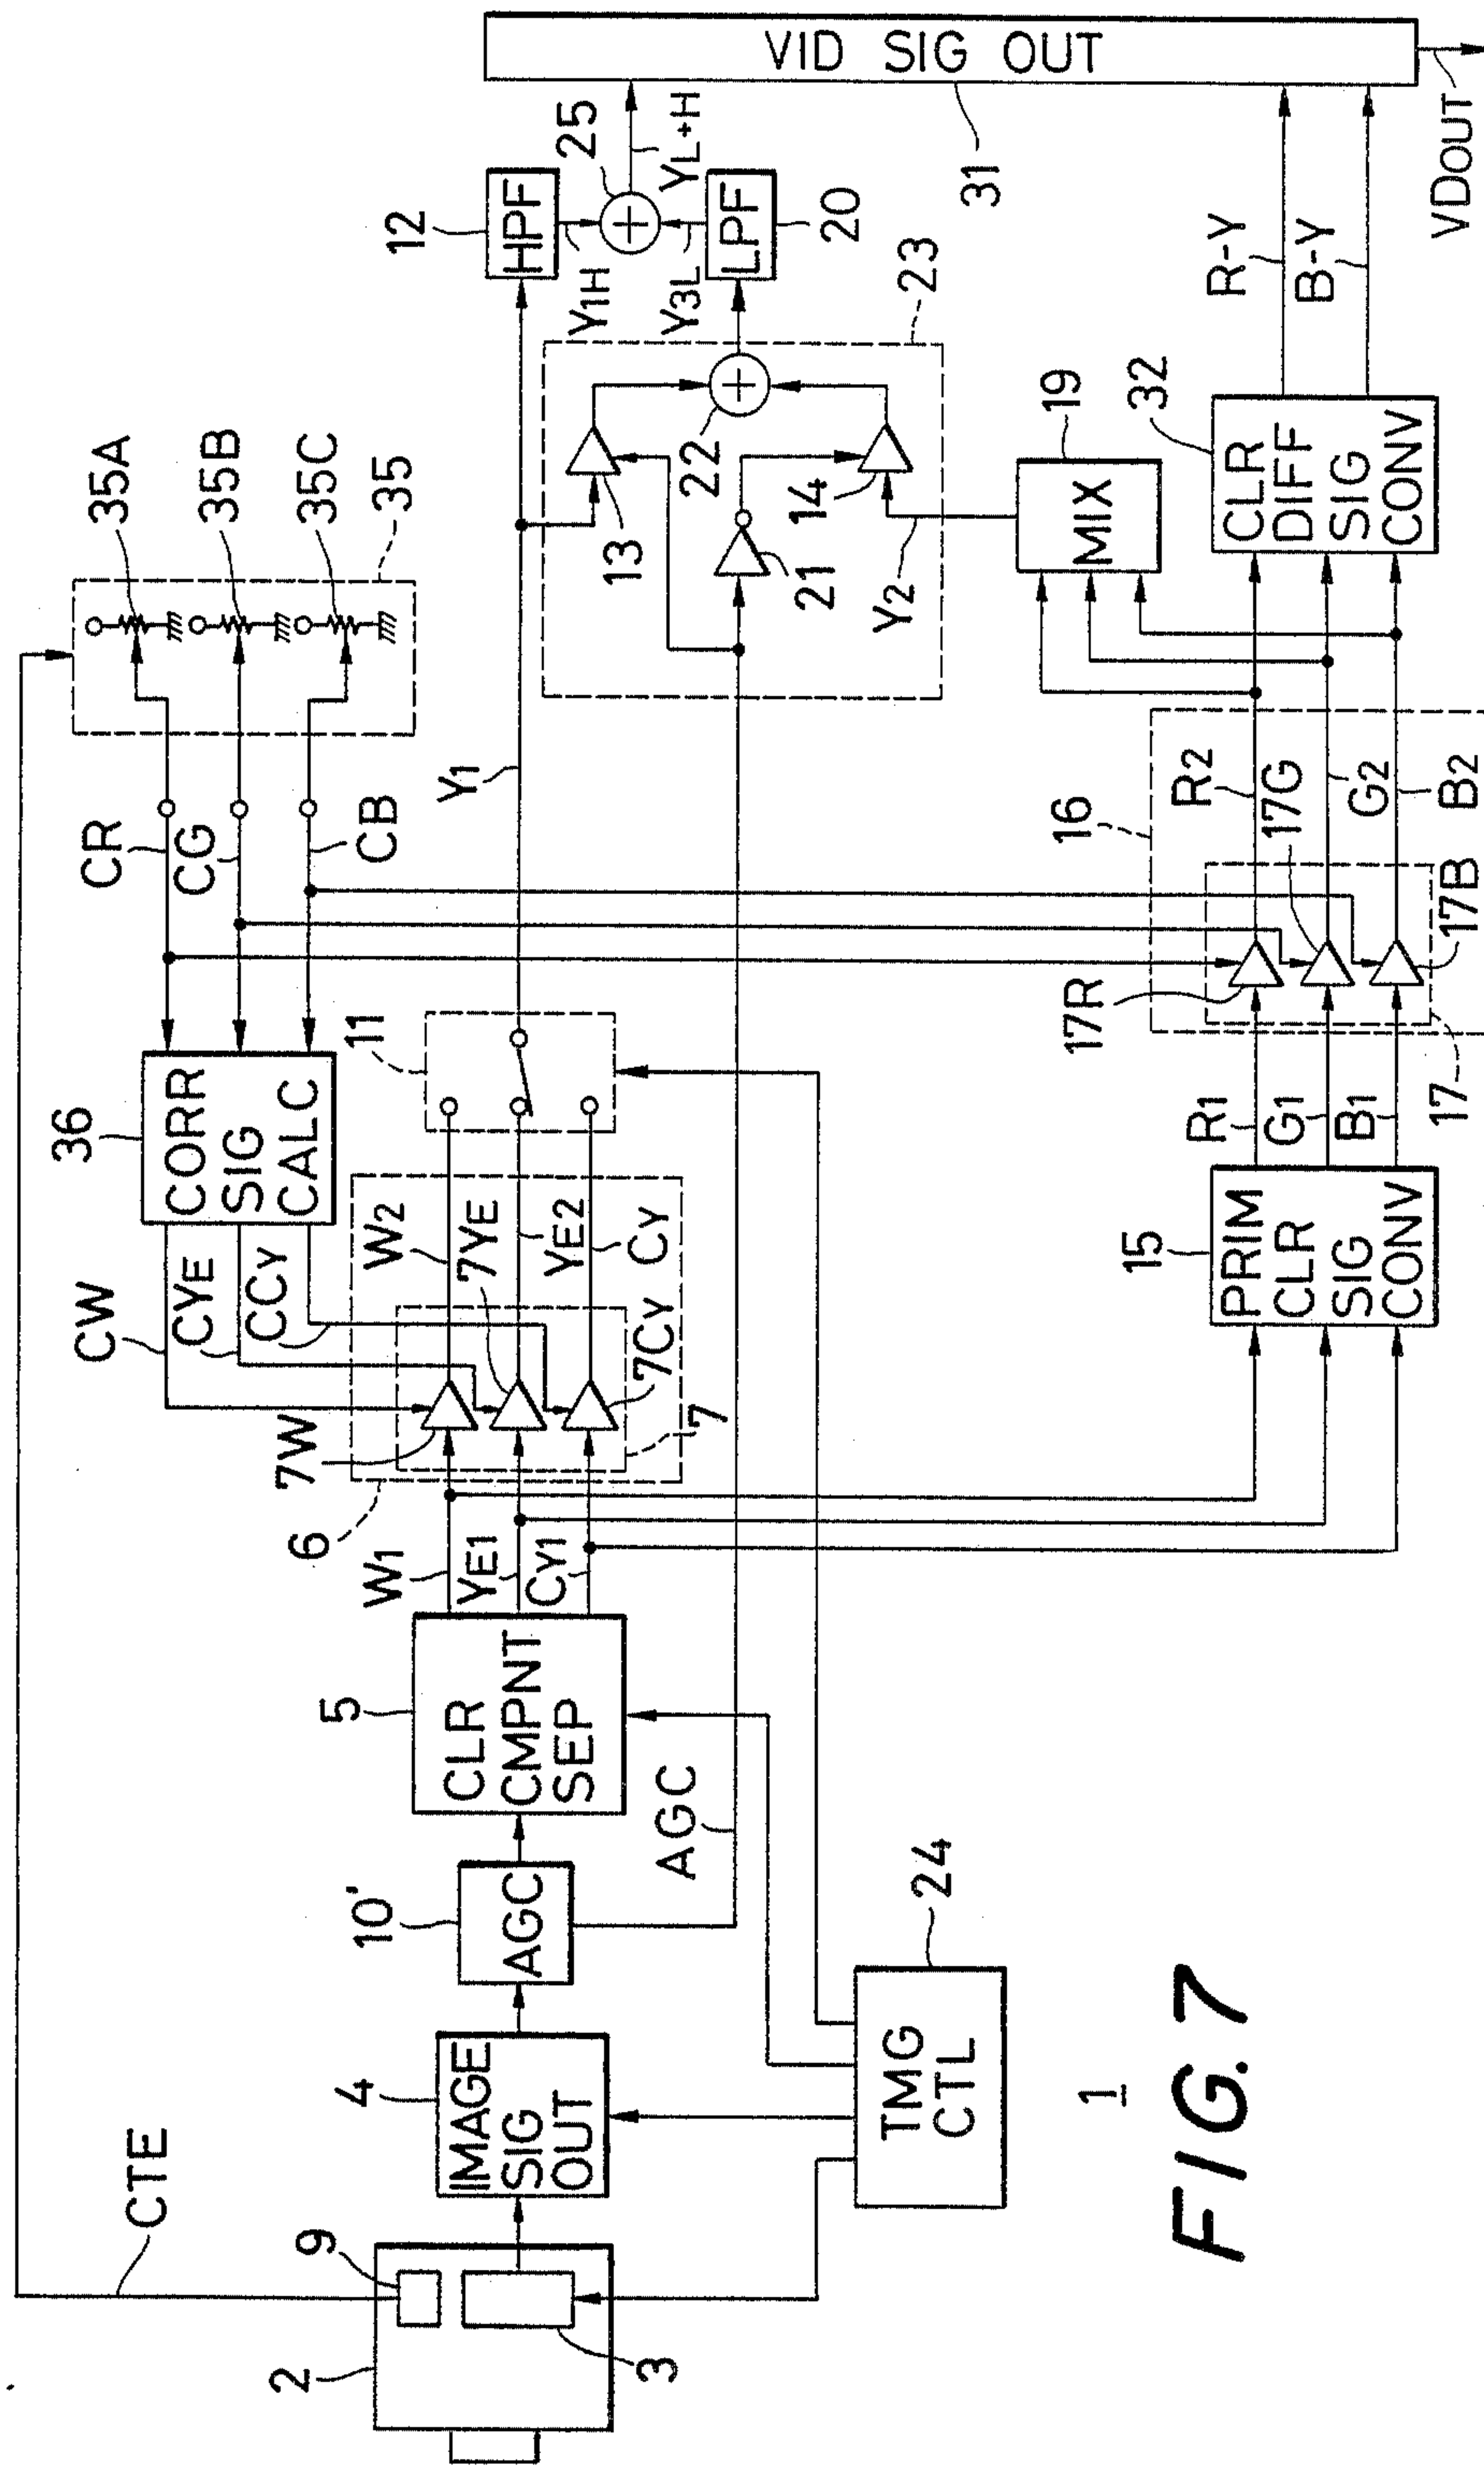 CTE
2
9
3
4
IMAGE
SIG
OUT
10'
AGC
AGC
5
CLR
CMPNT
SEP
TMG
CTL
24
W1
YE1
CY1
6
7
7W
7YE
7CY
CW
CYE
CCY
W2
YE2
CY
36
CORR
SIG
CALC
11
CR
CG
CB
35A
35B
35C
35
Y1
12
HPF
Y1H
25
YL+H
Y3L
LPF
20
13
22
21
14
23
Y2
MIX
19
15
PRIM
CLR
SIG
CONV
R1
G1
B1
16
17
17R
17G
17B
R2
G2
B2
32
CLR
DIFF
SIG
CONV
R-Y
B-Y
31
VID SIG OUT
VDOUT
1
FIG. 7